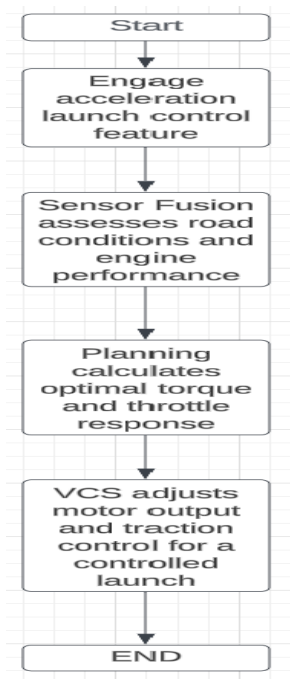 Start
Engage
acceleration
launch control
feature
Sensor Fusion
assesses road
conditions and
engine
performance
Planning
calculates
optimal torque
and throttle
response
VCS adjusts
motor output
and traction
control for a
controlled
launch
END